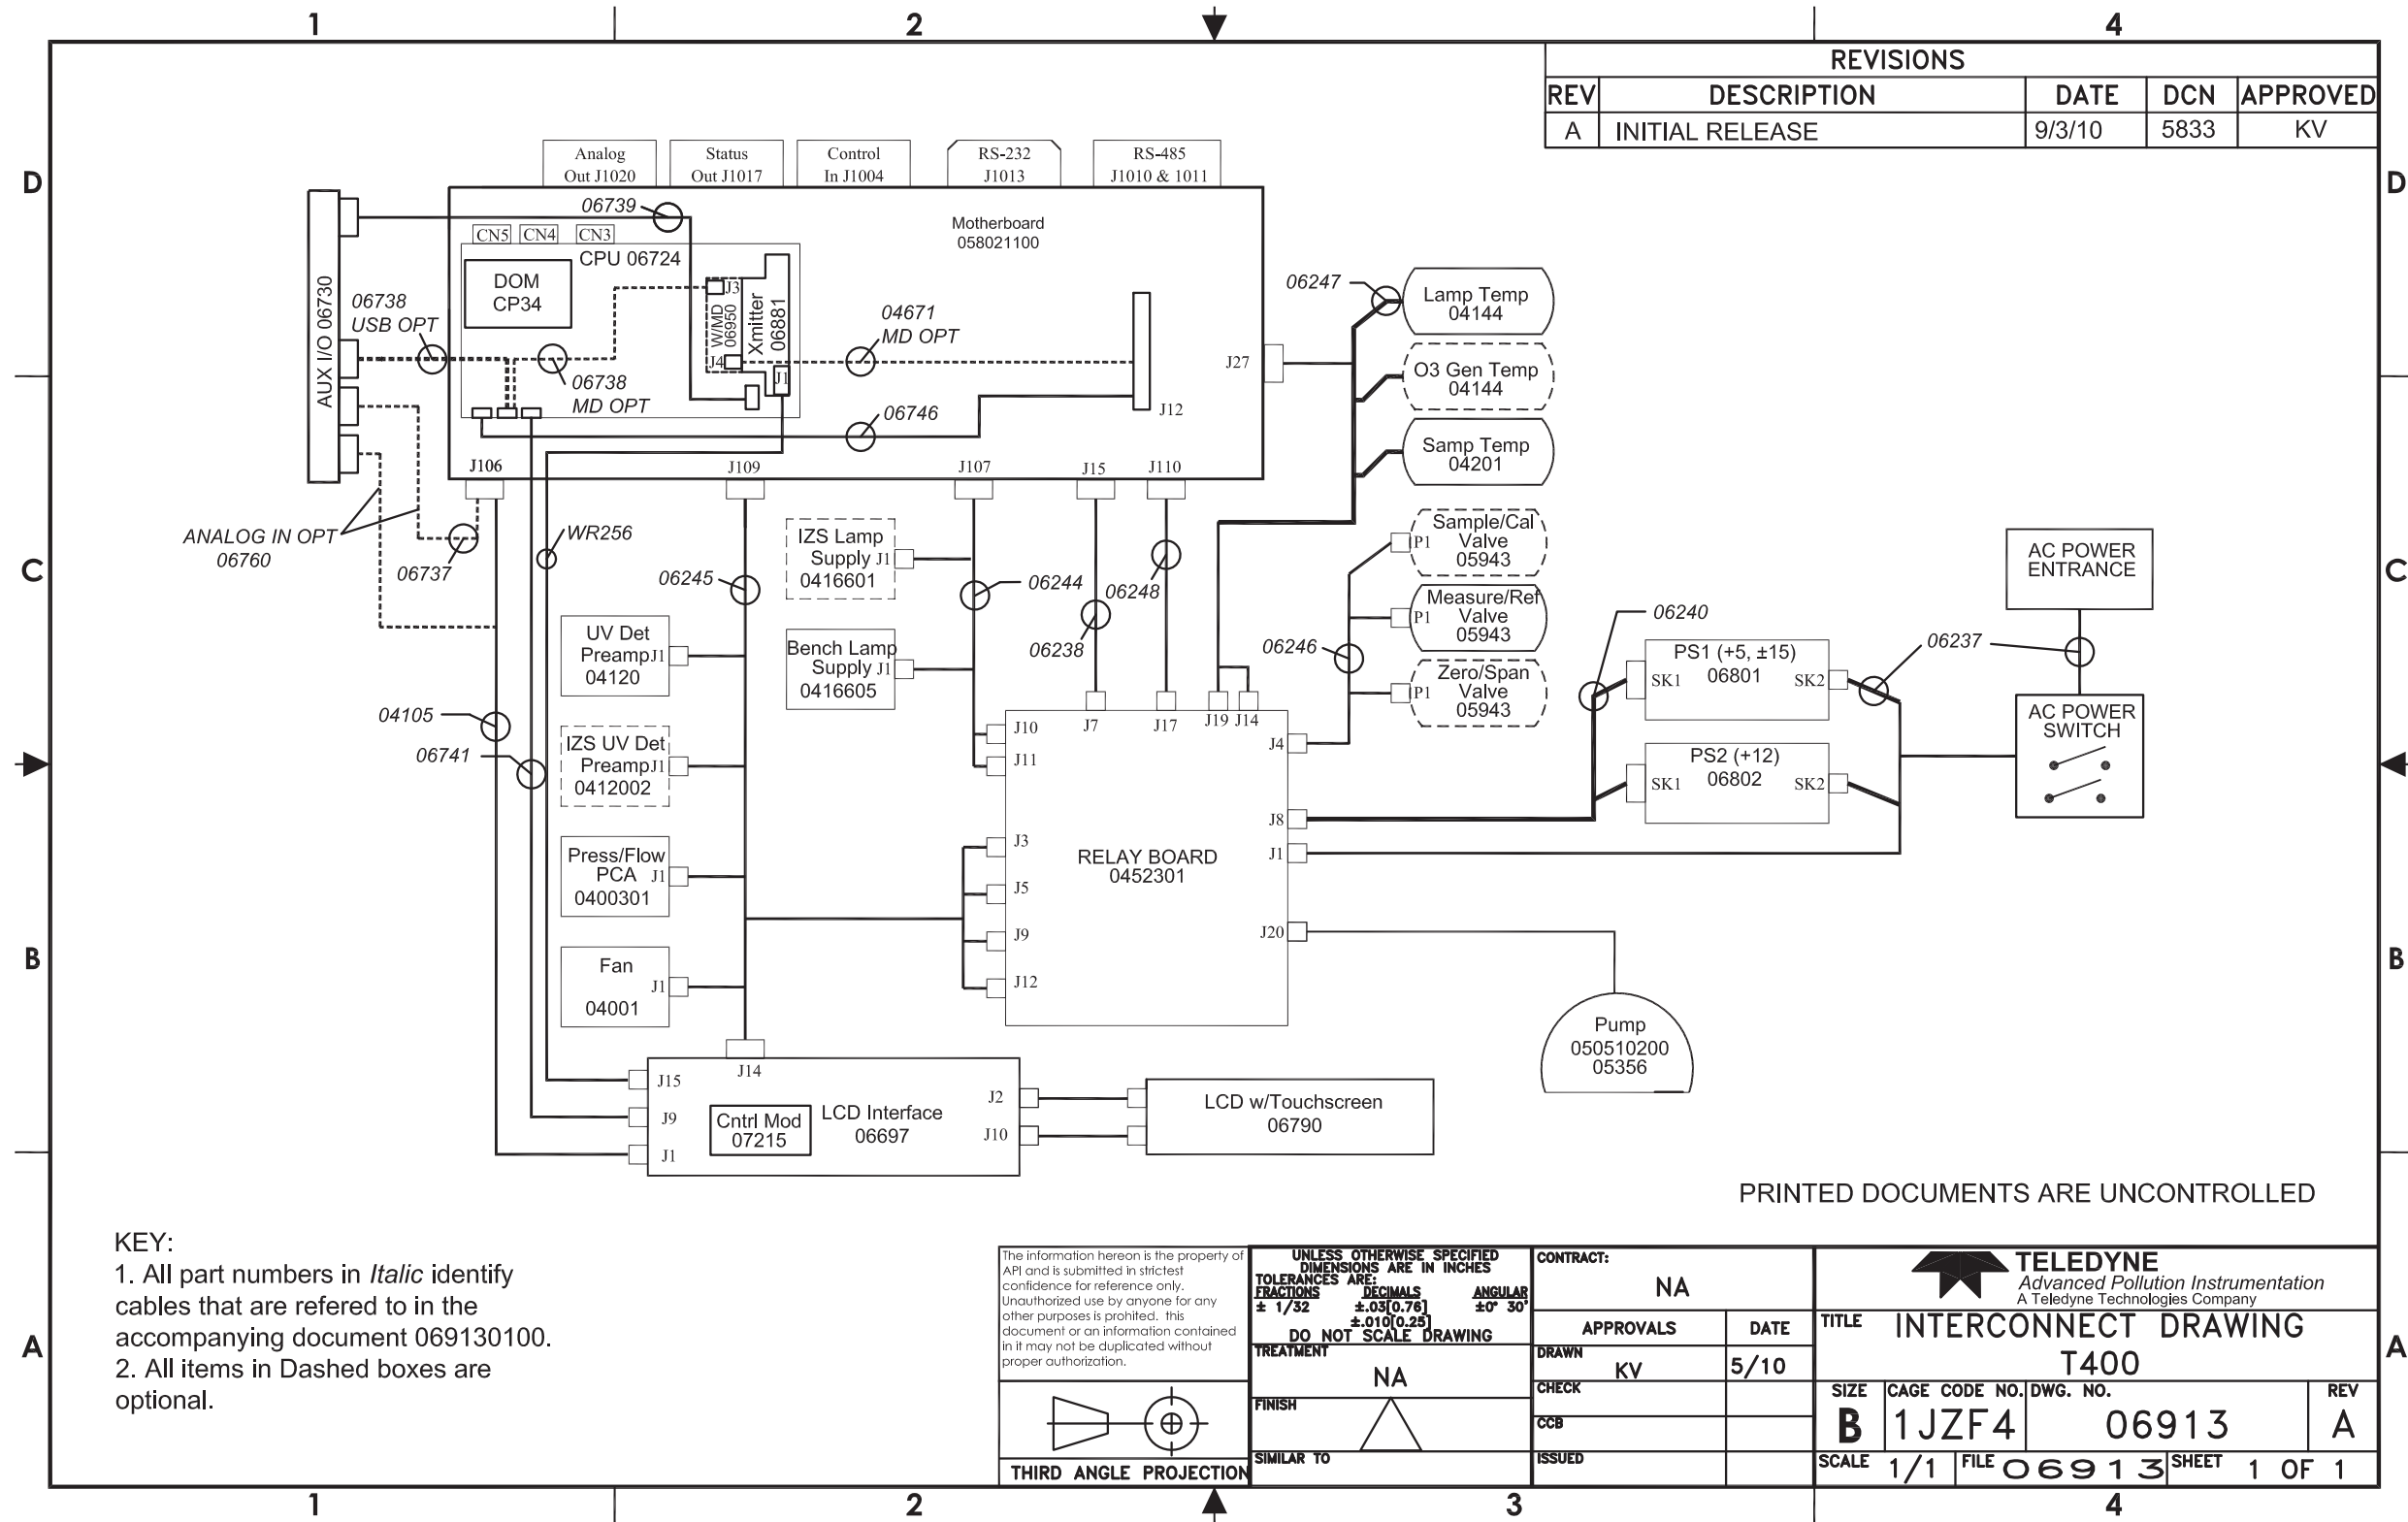 1
2
4
D
D
C
C
B
B
A
A
1
2
3
4
REVISIONS
REV DESCRIPTION DATE DCN APPROVED
A INITIAL RELEASE 9/3/10 5833 KV
Analog
Out J1020
Status
Out J1017
Control
In J1004
RS-232
J1013
RS-485
J1010 & 1011
06739
Motherboard
058021100
CN5
CN4
CN3
CPU 06724
DOM
CP34
AUX I/O 06730
06738
USB OPT
06738
MD OPT
J3
W/MD
06950
J4
Xmitter
06881
J1
04671
MD OPT
06746
J12
J27
J106
J109
J107
J15
J110
06247
Lamp Temp
04144
O3 Gen Temp
04144
Samp Temp
04201
ANALOG IN OPT
06760
06737
WR256
06245
IZS Lamp
Supply J1
0416601
06244
06248
06238
Bench Lamp
Supply J1
0416605
UV Det
Preamp J1
04120
IZS UV Det
Preamp J1
0412002
Press/Flow
PCA J1
0400301
Fan
J1
04001
04105
06741
Sample/Cal
P1 Valve
05943
Measure/Ref
P1 Valve
05943
Zero/Span
P1 Valve
05943
06246
J10
J11
J7
J17
J19 J14
J4
J3
J5
J9
J12
J8
J1
J20
RELAY BOARD
0452301
06240
06237
PS1 (+5, ±15)
SK1 06801 SK2
PS2 (+12)
SK1 06802 SK2
AC POWER
ENTRANCE
AC POWER
SWITCH
Pump
050510200
05356
J14
J15
J9
J1
Cntrl Mod
07215
LCD Interface
06697
J2
J10
LCD w/Touchscreen
06790
PRINTED DOCUMENTS ARE UNCONTROLLED
KEY:
1. All part numbers in Italic identify
cables that are refered to in the
accompanying document 069130100.
2. All items in Dashed boxes are
optional.
The information hereon is the property of
API and is submitted in strictest
confidence for reference only.
Unauthorized use by anyone for any
other purposes is prohited. this
document or an information contained
in it may not be duplicated without
proper authorization.
THIRD ANGLE PROJECTION
UNLESS OTHERWISE SPECIFIED
DIMENSIONS ARE IN INCHES
TOLERANCES ARE:
FRACTIONS DECIMALS ANGULAR
± 1/32 ±.03[0.76] ±0° 30'
±.010[0.25]
DO NOT SCALE DRAWING
TREATMENT
NA
FINISH
SIMILAR TO
CONTRACT:
NA
APPROVALS DATE
DRAWN KV 5/10
CHECK
CCB
ISSUED
TELEDYNE
Advanced Pollution Instrumentation
A Teledyne Technologies Company
TITLE INTERCONNECT DRAWING
T400
SIZE CAGE CODE NO. DWG. NO. REV
B 1JZF4 06913 A
SCALE 1/1 FILE 06913 SHEET 1 OF 1